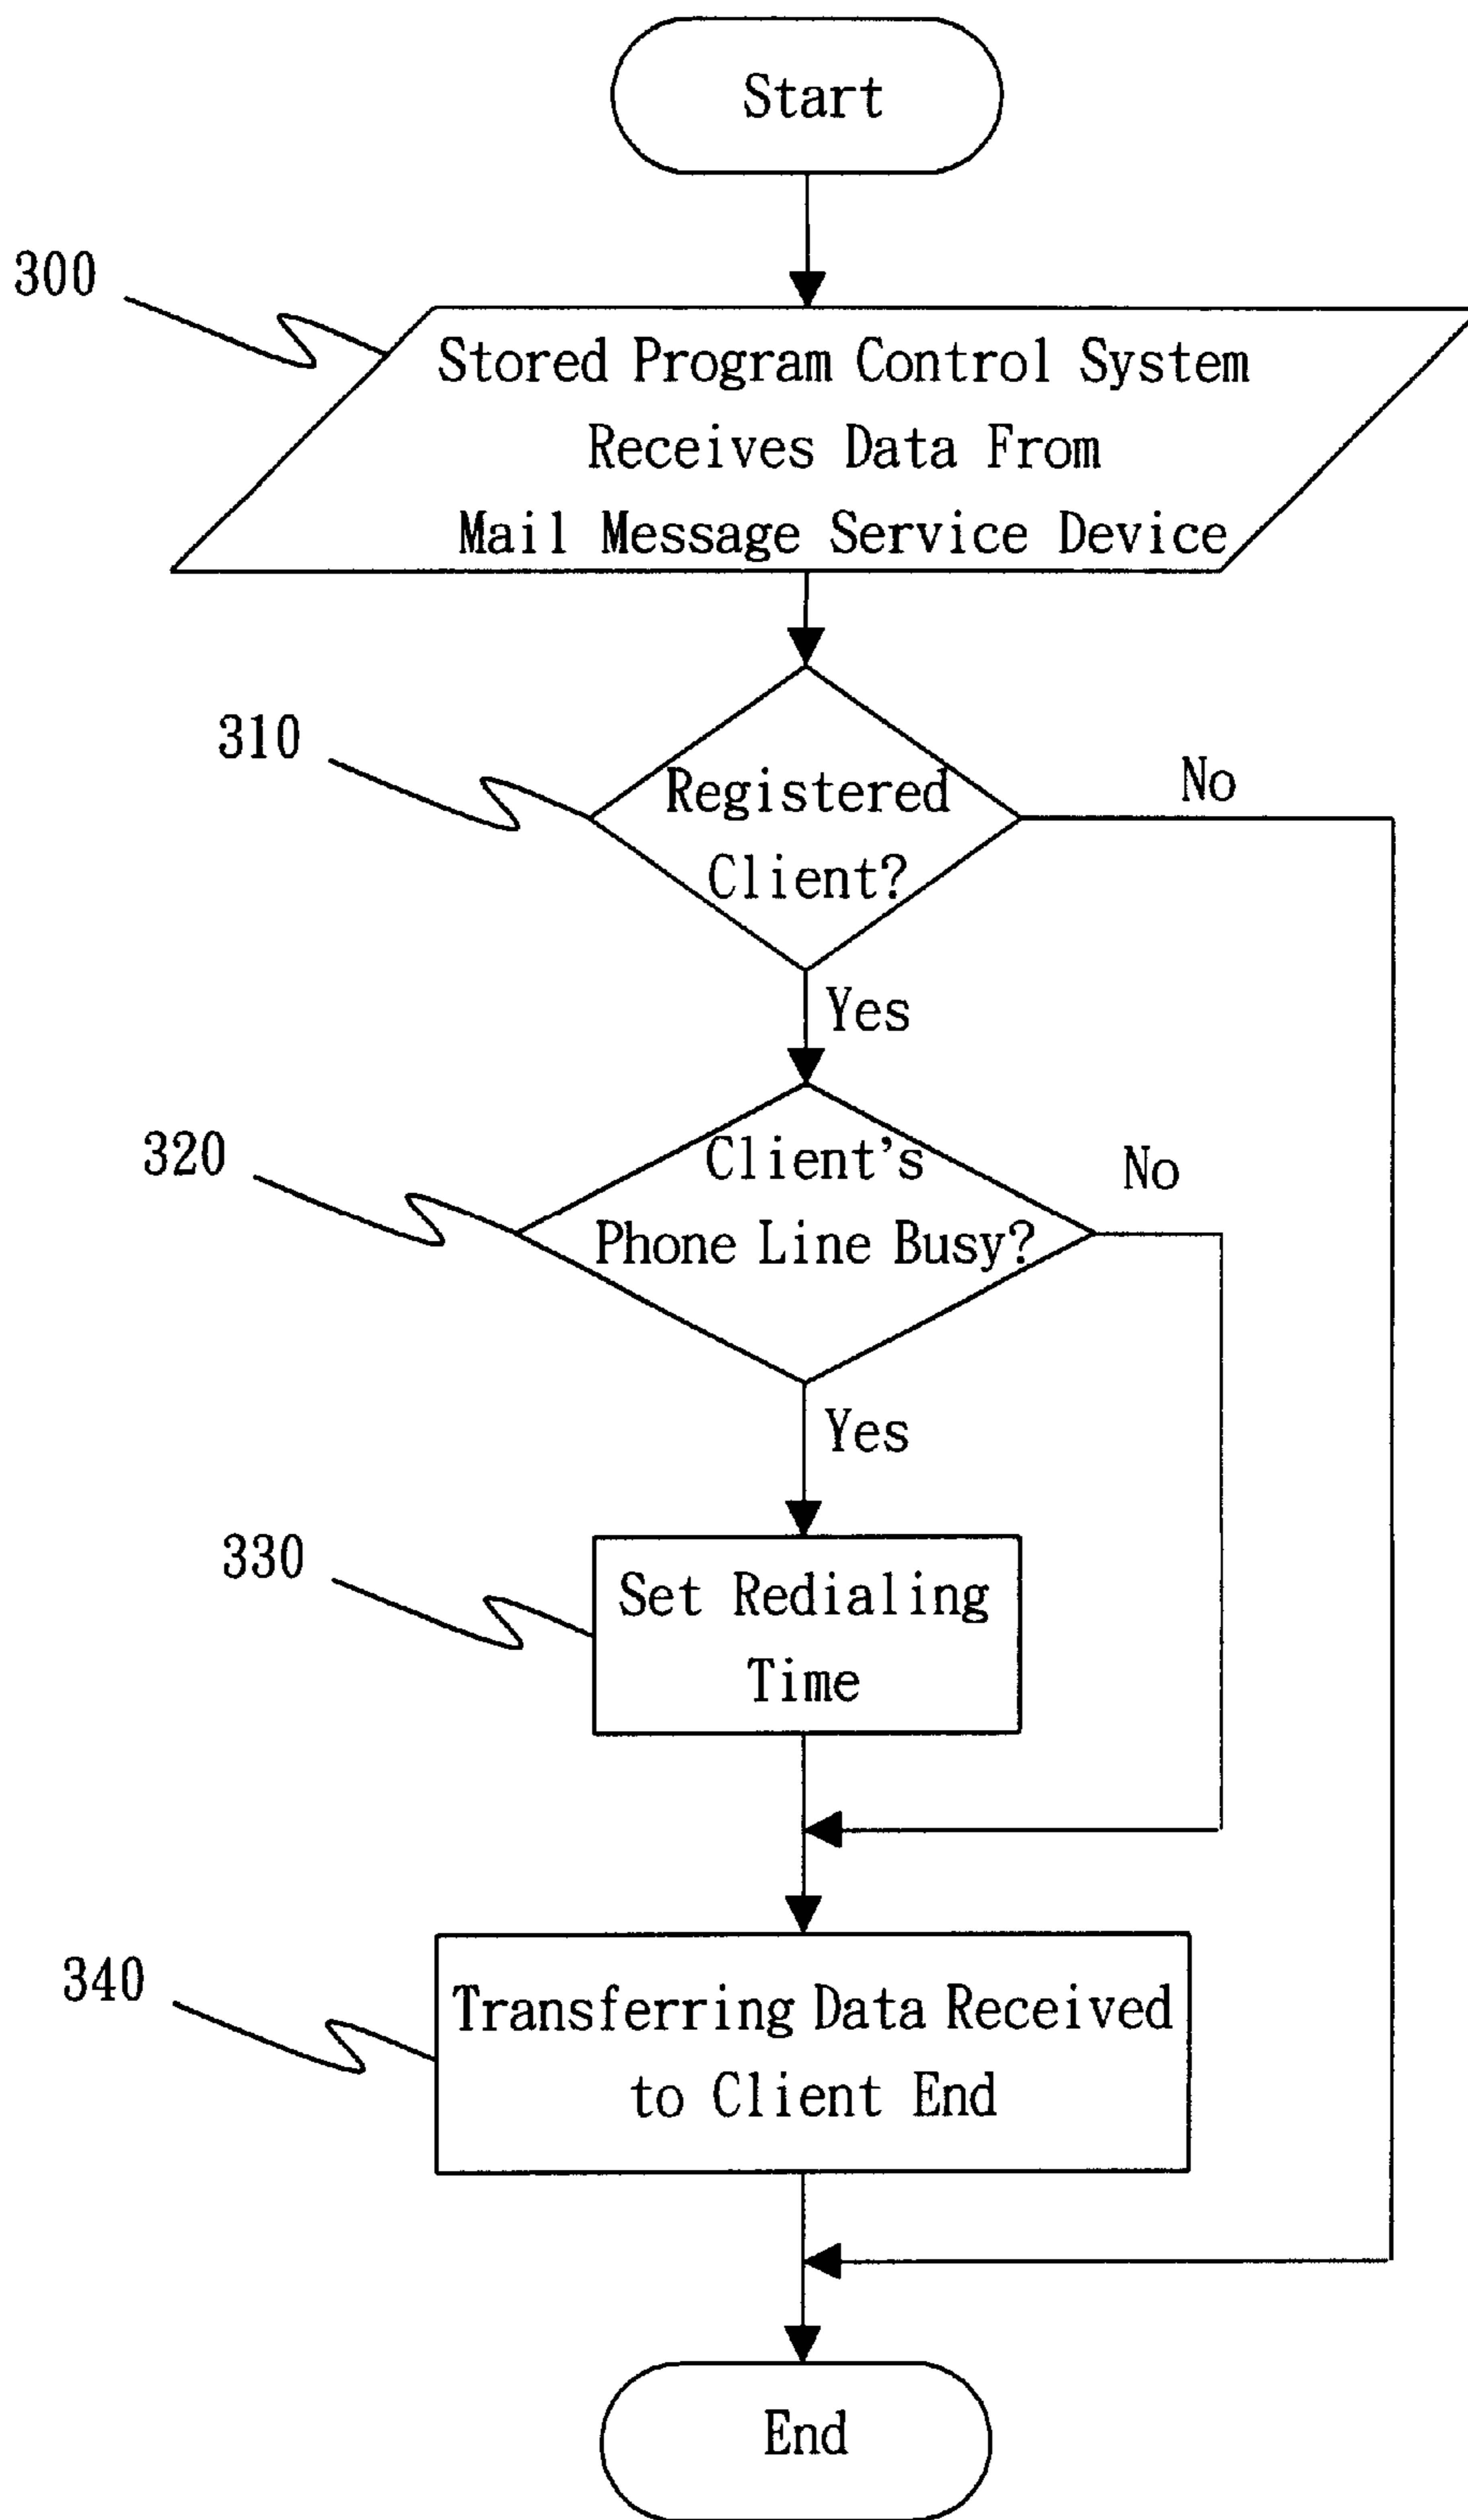 Start
300
Stored Program Control System
Receives Data From
Mail Message Service Device
310
Registered
Client?
No
Yes
320
Client's
Phone Line Busy?
No
Yes
330
Set Redialing
Time
340
Transferring Data Received
to Client End
End